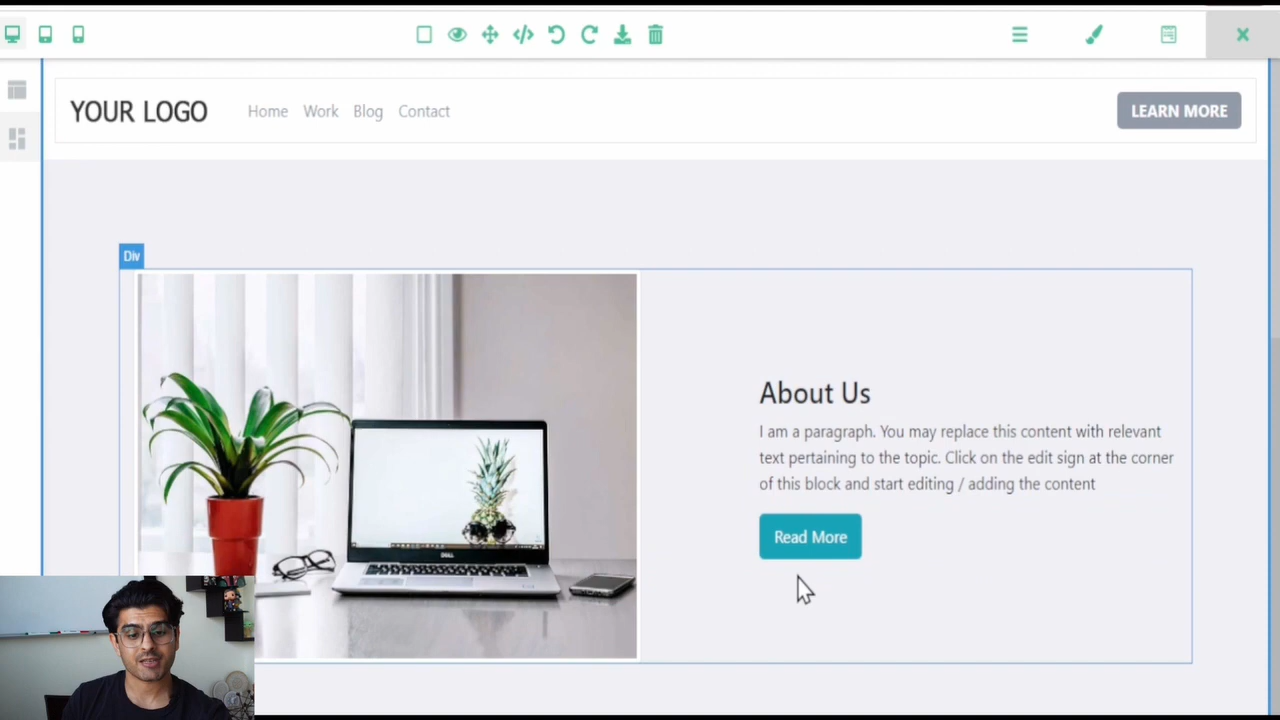 YOUR LOGO
Home Work Blog Contact
LEARN MORE
Div
About Us
I am a paragraph. You may replace this content with relevant
text pertaining to the topic. Click on the edit sign at the corner
of this block and start editing / adding the content
Read More
DELL